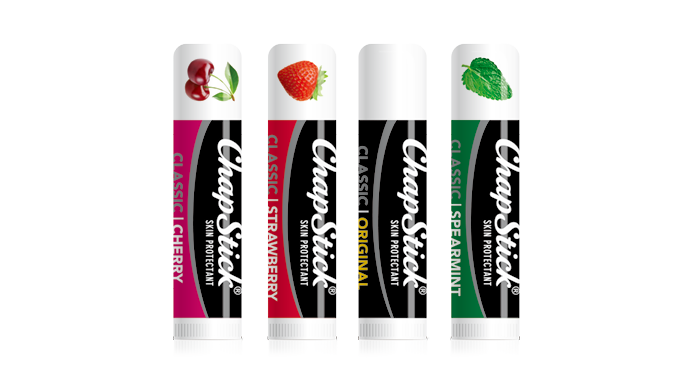 CLASSIC | CHERRY
ChapStick®
SKIN PROTECTANT
CLASSIC | STRAWBERRY
ChapStick®
SKIN PROTECTANT
CLASSIC | ORIGINAL
ChapStick®
SKIN PROTECTANT
CLASSIC | SPEARMINT
ChapStick®
SKIN PROTECTANT